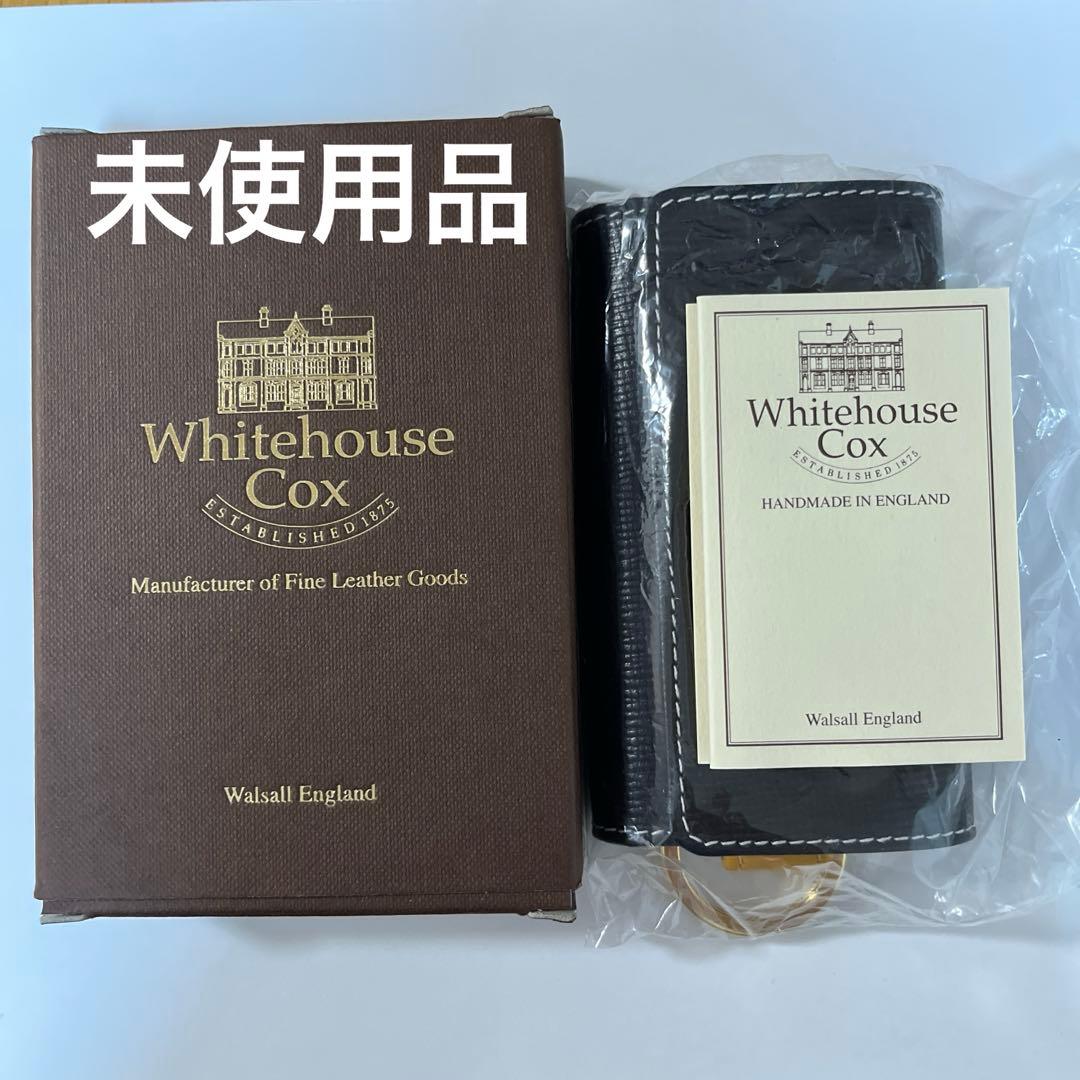 未使用品
Whitehouse
Cox
ESTABLISHED 1875
Manufacturer of Fine Leather Goods
Walsall England
Whitehouse
Cox
ESTABLISHED 1875
HANDMADE IN ENGLAND
Walsall England